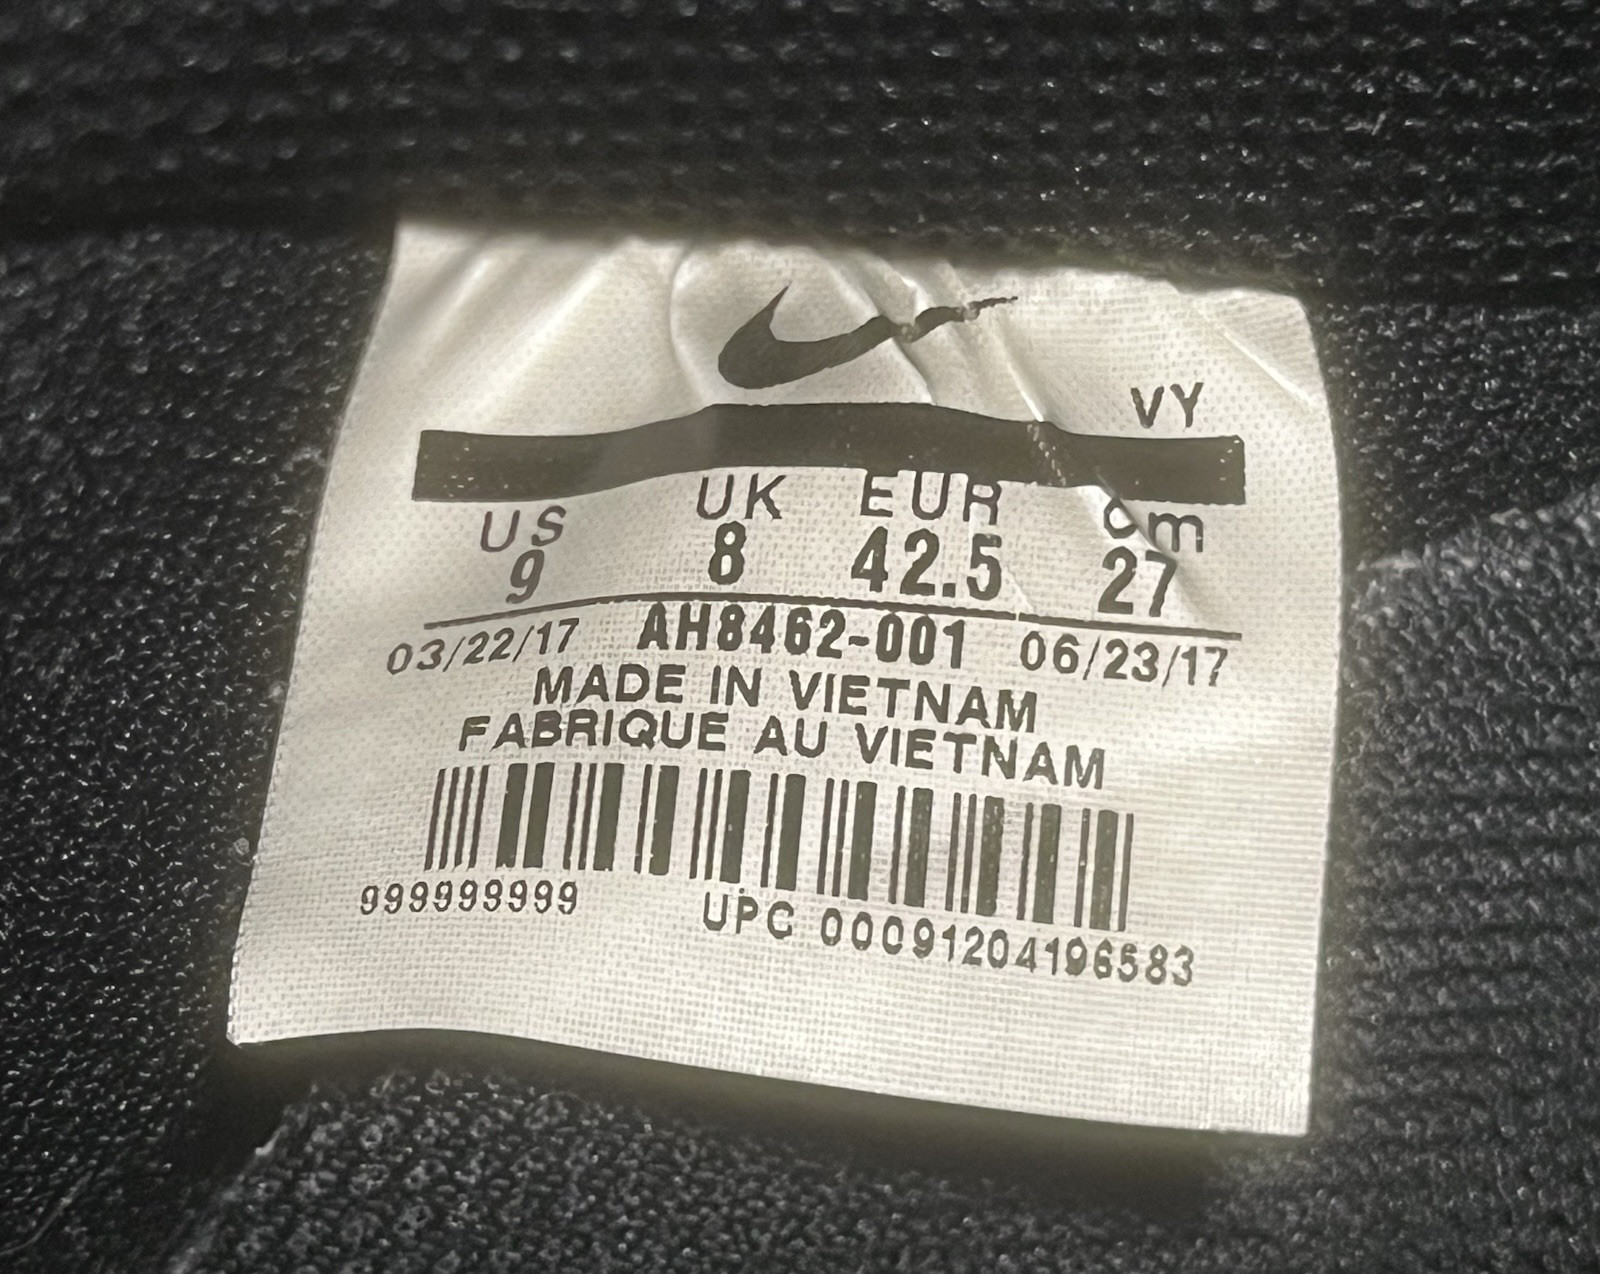 VY
US UK EUR cm
9 8 42.5 27
03/22/17 AH8462-001 06/23/17
MADE IN VIETNAM
FABRIQUE AU VIETNAM
999999999 UPC 00091204196583